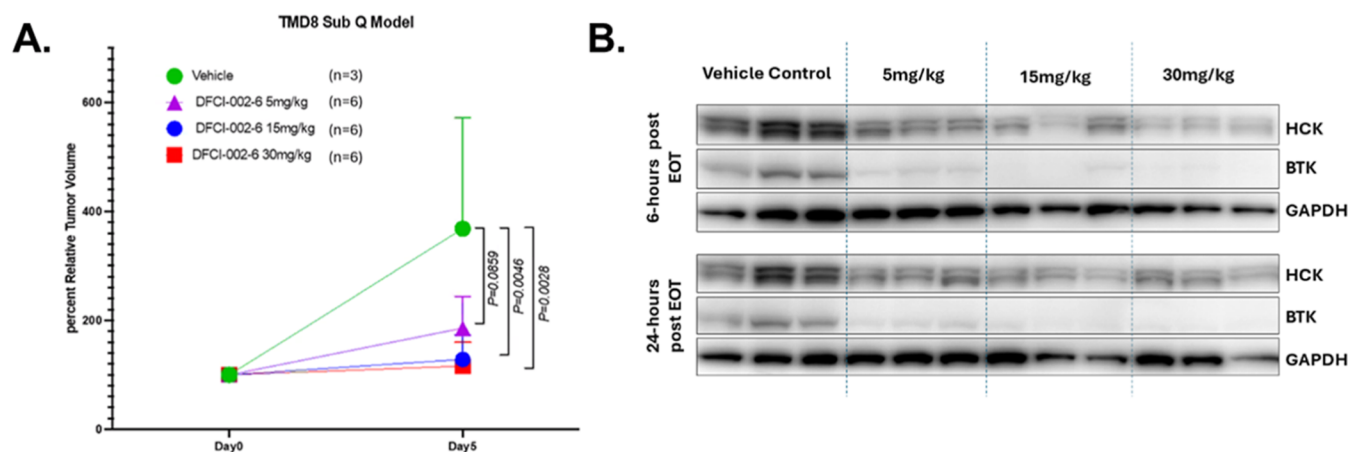 A.
TMD8 Sub Q Model
percent Relative Tumor Volume
600
400
200
0
Vehicle (n=3)
DFCI-002-6 5mg/kg (n=6)
DFCI-002-6 15mg/kg (n=6)
DFCI-002-6 30mg/kg (n=6)
P=0.0859
P=0.0046
P=0.0028
Day0 Day5
B.
Vehicle Control 5mg/kg 15mg/kg 30mg/kg
6-hours post
EOT
HCK
BTK
GAPDH
24-hours
post EOT
HCK
BTK
GAPDH